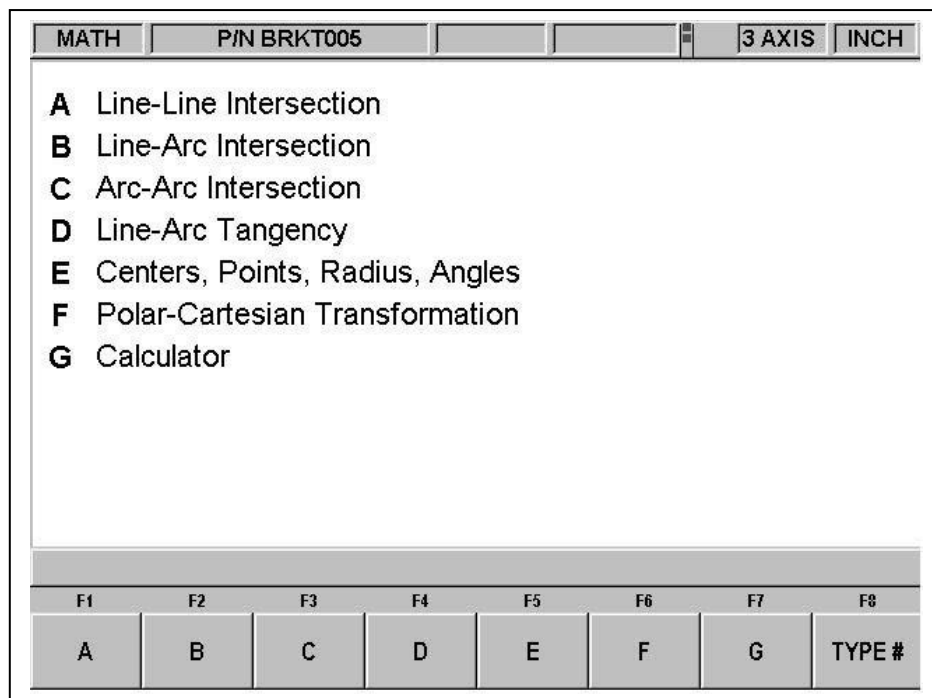 MATH P/N BRKT005 3 AXIS INCH
A Line-Line Intersection
B Line-Arc Intersection
C Arc-Arc Intersection
D Line-Arc Tangency
E Centers, Points, Radius, Angles
F Polar-Cartesian Transformation
G Calculator
F1 F2 F3 F4 F5 F6 F7 F8
A B C D E F G TYPE #